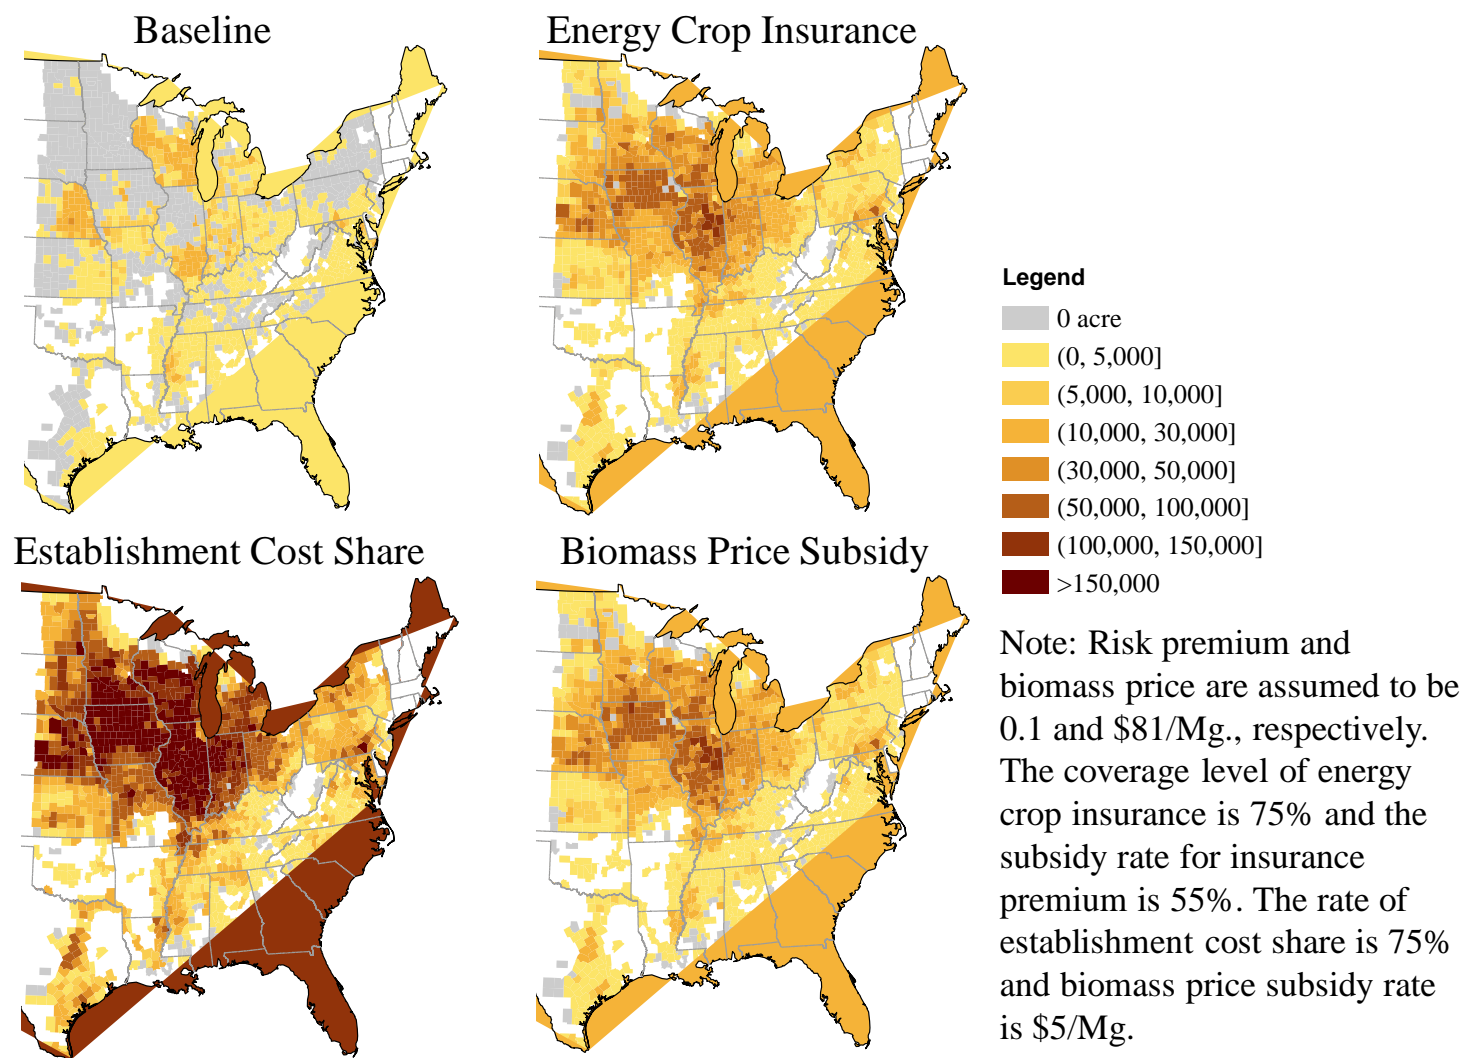 Baseline
Energy Crop Insurance
Establishment Cost Share
Biomass Price Subsidy
Legend
0 acre
(0, 5,000]
(5,000, 10,000]
(10,000, 30,000]
(30,000, 50,000]
(50,000, 100,000]
(100,000, 150,000]
>150,000
Note: Risk premium and
biomass price are assumed to be
0.1 and $81/Mg., respectively.
The coverage level of energy
crop insurance is 75% and the
subsidy rate for insurance
premium is 55%. The rate of
establishment cost share is 75%
and biomass price subsidy rate
is $5/Mg.